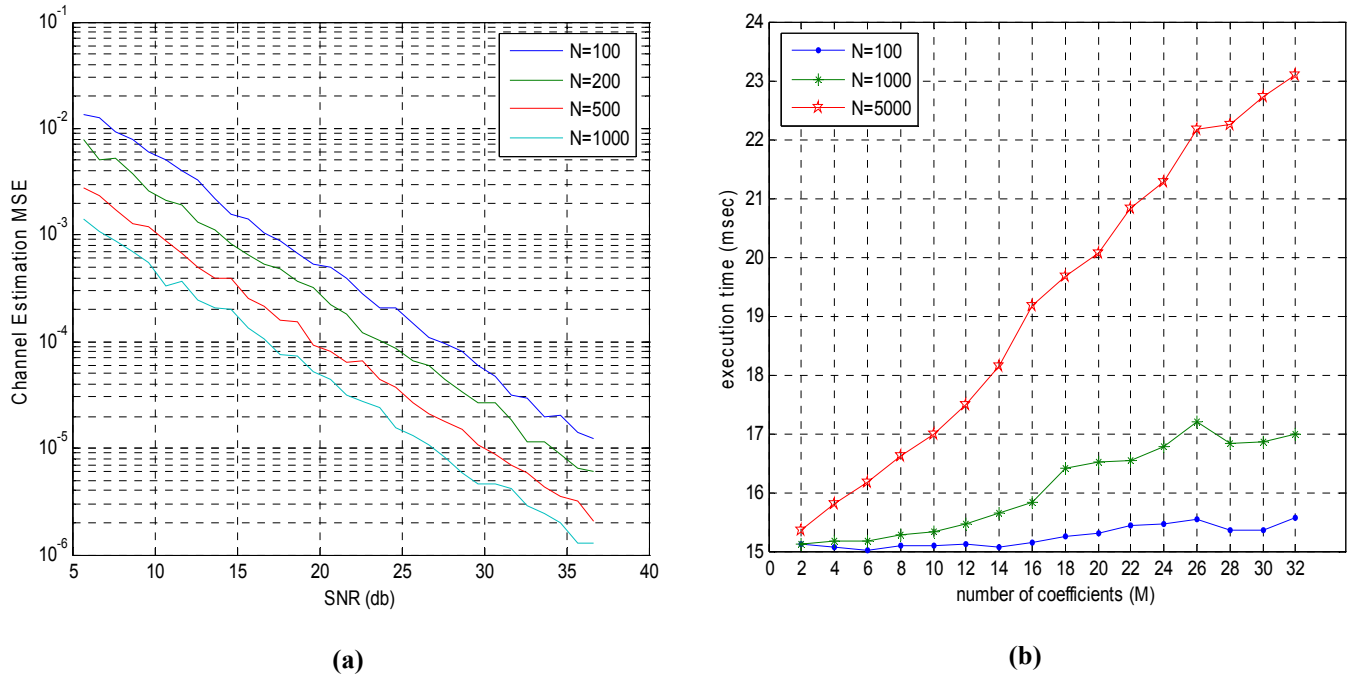 10^-1
10^-2
10^-3
10^-4
10^-5
10^-6
Channel Estimation MSE
5 10 15 20 25 30 35 40
SNR (db)
N=100
N=200
N=500
N=1000
(a)
24
23
22
21
20
19
18
17
16
15
execution time (msec)
0 2 4 6 8 10 12 14 16 18 20 22 24 26 28 30 32
number of coefficients (M)
N=100
N=1000
N=5000
(b)